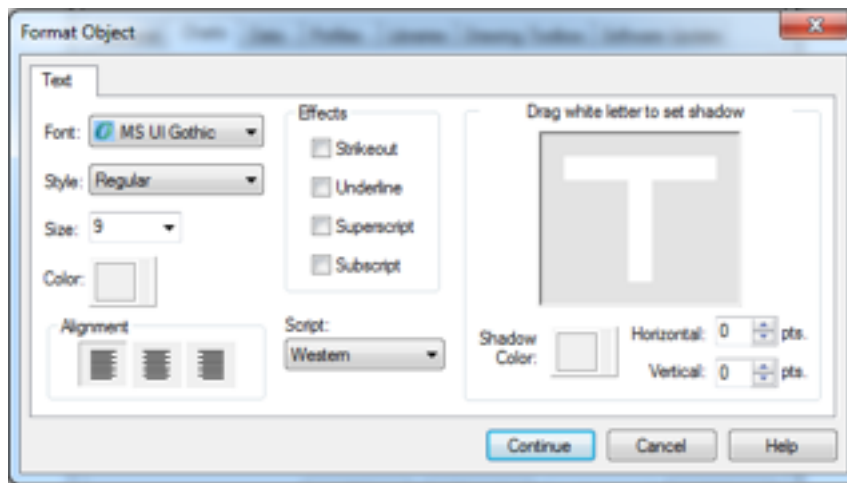 Format Object
Text
Font: MS UI Gothic
Style: Regular
Size: 9
Color:
Alignment
Effects
Strikeout
Underline
Superscript
Subscript
Script:
Western
Drag white letter to set shadow
T
Shadow Color:
Horizontal: 0 pts.
Vertical: 0 pts.
Continue Cancel Help